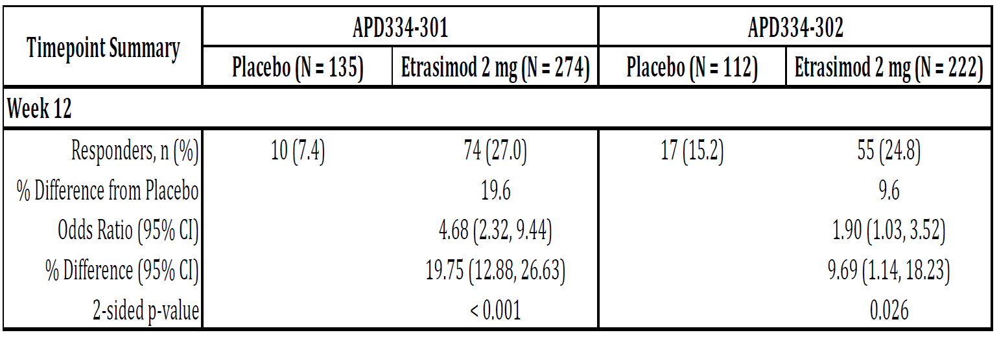 Timepoint Summary APD334-301 APD334-302
Placebo (N = 135) Etrasimod 2 mg (N = 274) Placebo (N = 112) Etrasimod 2 mg (N = 222)
Week 12
Responders, n (%) 10 (7.4) 74 (27.0) 17 (15.2) 55 (24.8)
% Difference from Placebo 19.6 9.6
Odds Ratio (95% CI) 4.68 (2.32, 9.44) 1.90 (1.03, 3.52)
% Difference (95% CI) 19.75 (12.88, 26.63) 9.69 (1.14, 18.23)
2-sided p-value < 0.001 0.026